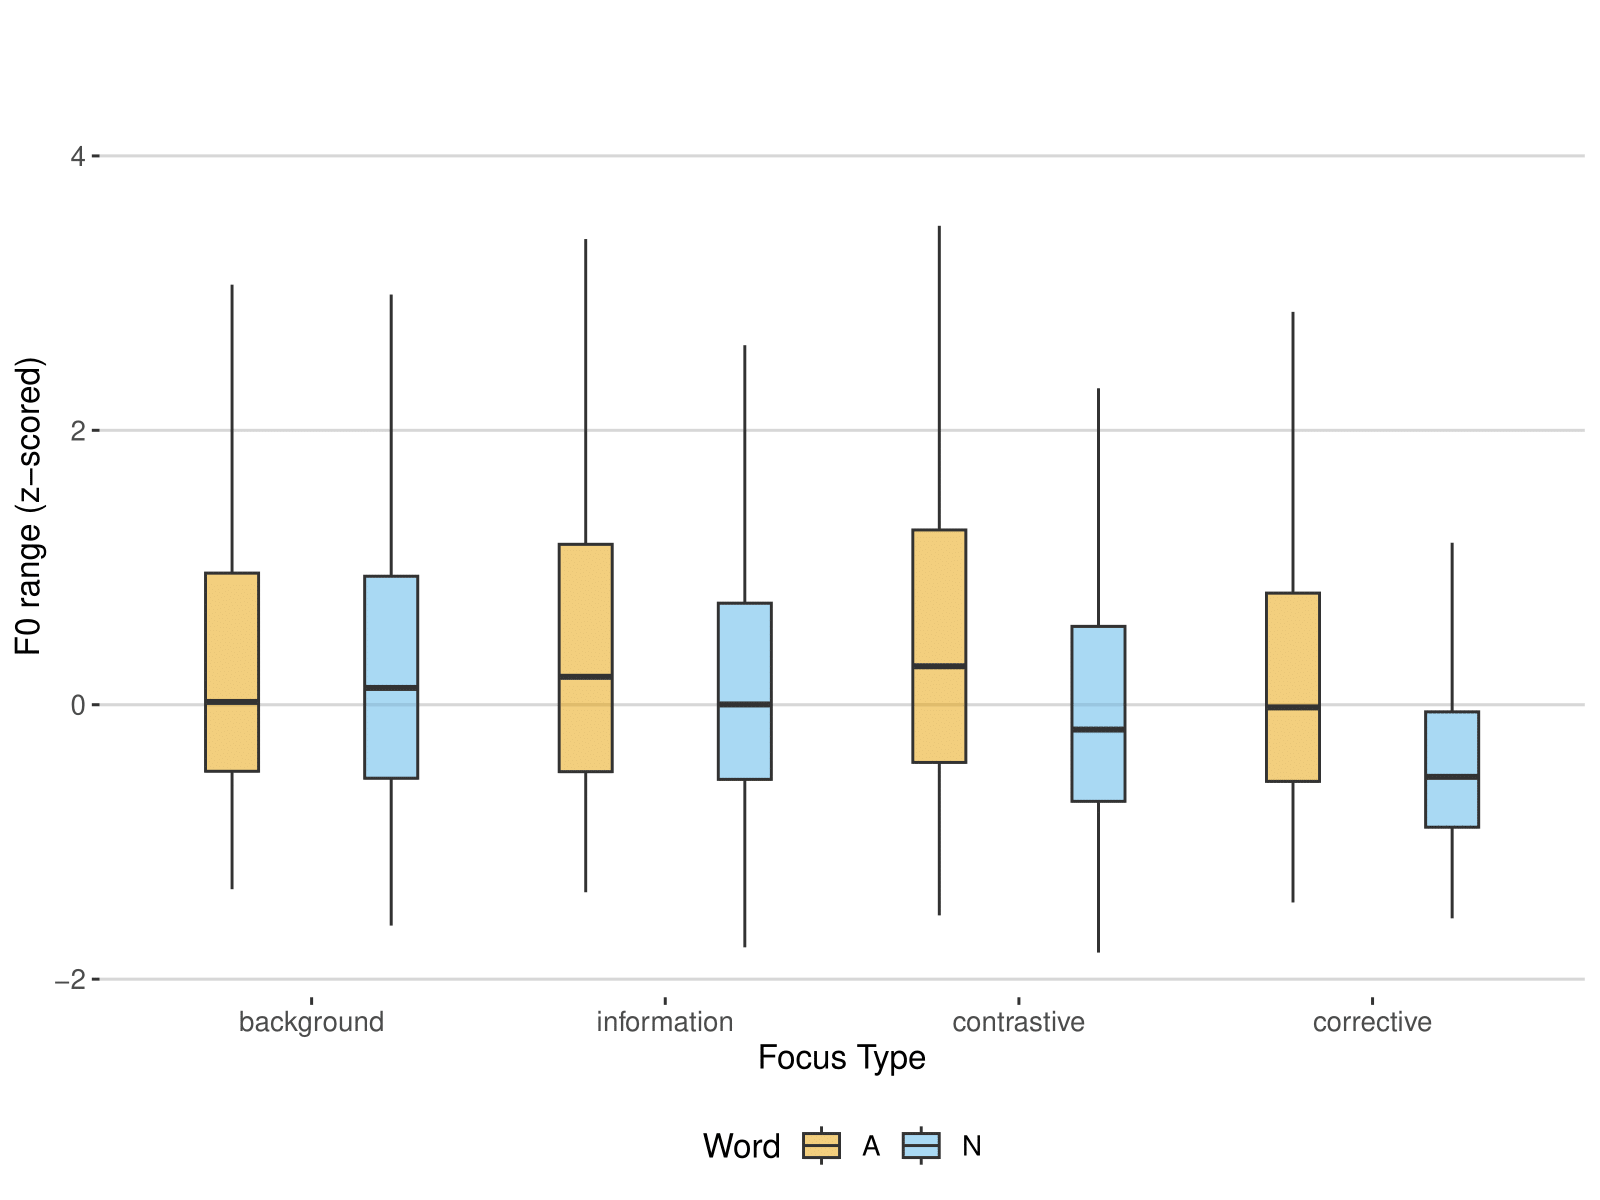 4
2
0
−2
F0 range (z−scored)
background information contrastive corrective
Focus Type
Word A N